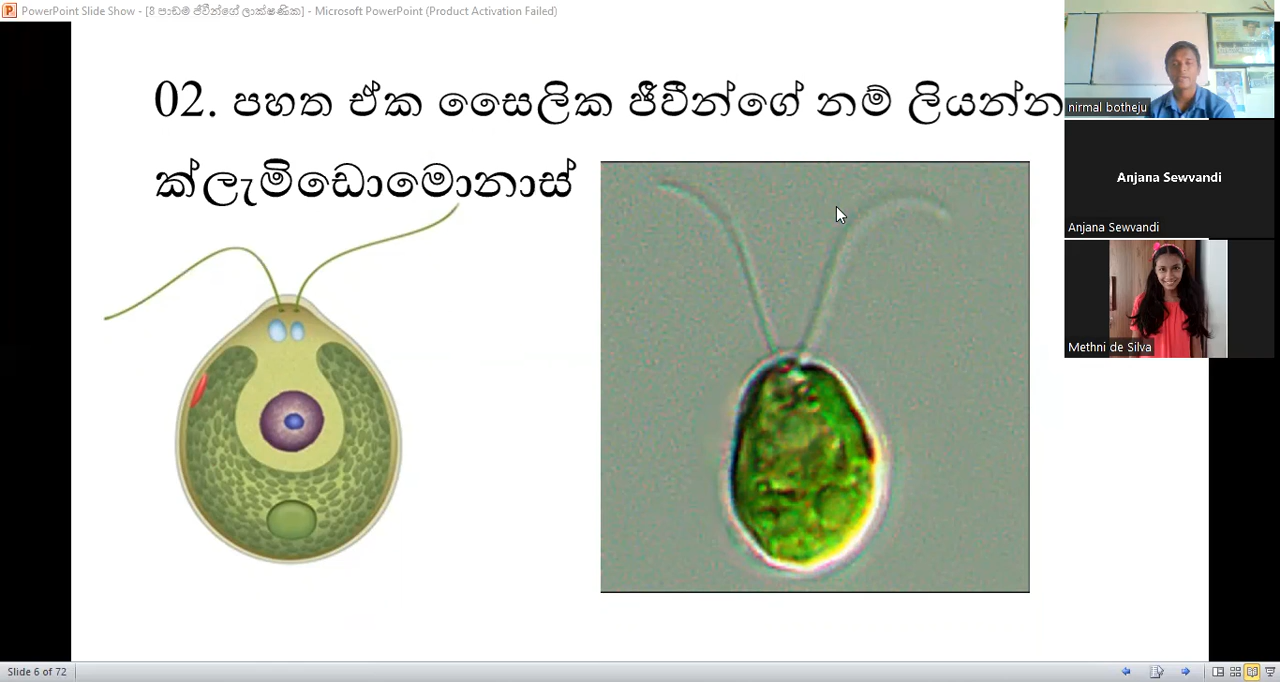 PowerPoint Slide Show - [8 පාඩම ජීවීන්ගේ ලාක්ෂණික] - Microsoft PowerPoint (Product Activation Failed)
02. පහත ඒක සෛලික ජීවීන්ගේ නම් ලියන්න
ක්ලැමිඩොමොනාස්
nirmal botheju
Anjana Sewvandi
Anjana Sewvandi
Methni de Silva
Slide 6 of 72